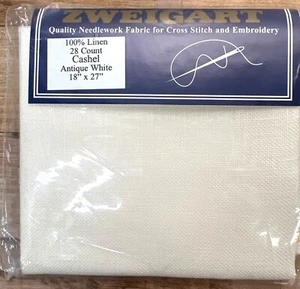 ZWEIGART
Quality Needlework Fabric for Cross Stitch and Embroidery
100% Linen
28 Count
Cashel
Antique White
18" x 27"